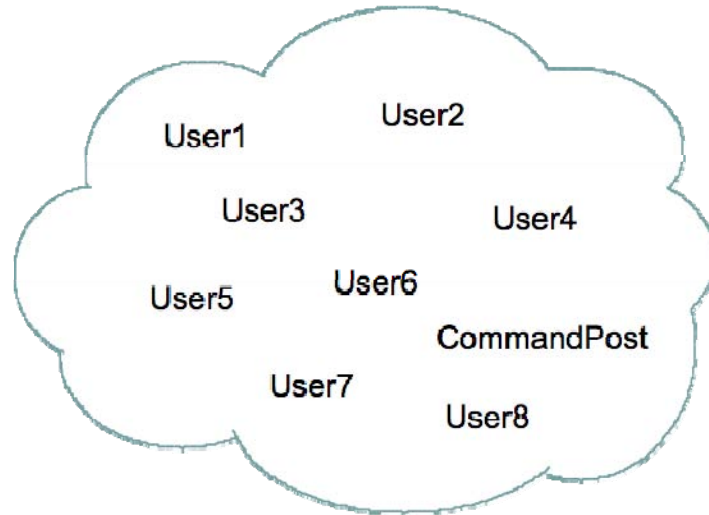 User2
User1
User3
User4
User6
User5
CommandPost
User7
User8